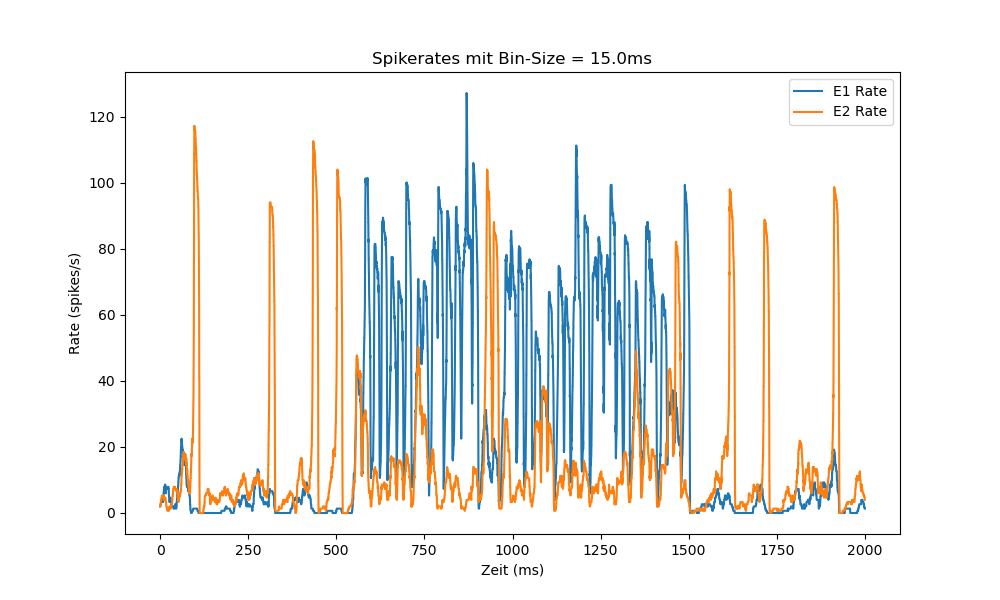 Spikerates mit Bin-Size = 15.0ms
E1 Rate
E2 Rate
120
100
80
60
40
20
0
Rate (spikes/s)
0 250 500 750 1000 1250 1500 1750 2000
Zeit (ms)